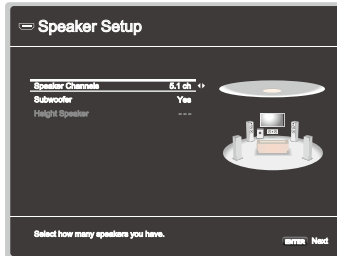 Speaker Setup
Speaker Channels 5.1 ch
Subwoofer Yes
Height Speaker ---
Select how many speakers you have.
ENTER Next